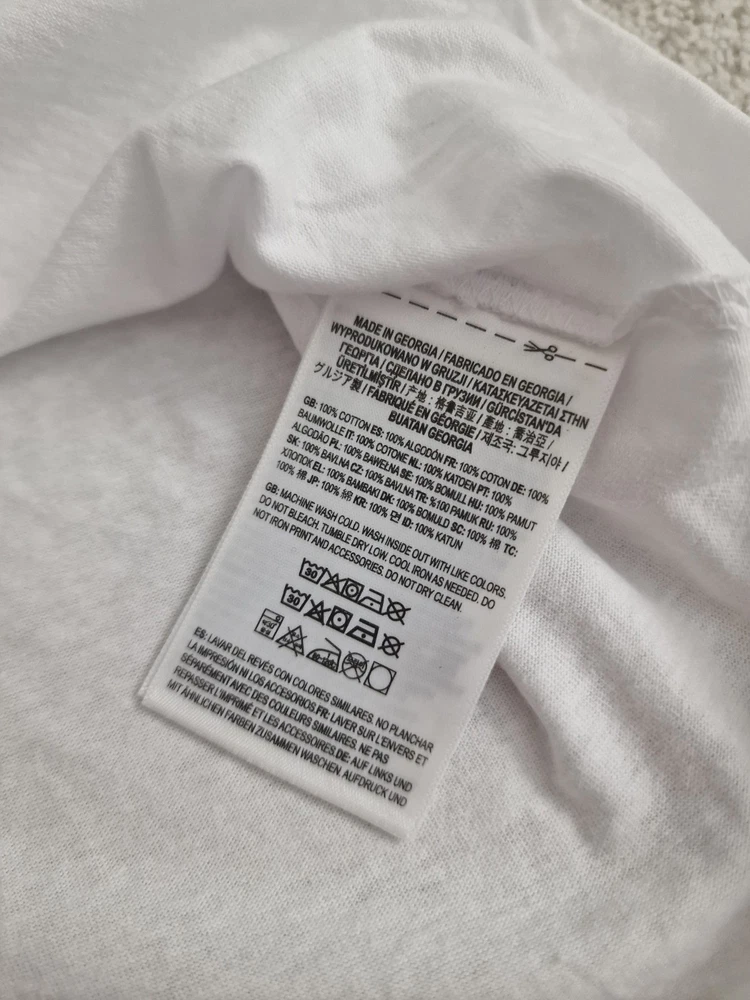 MADE IN GEORGIA / FABRICADO EN GEORGIA /
WYPRODUKOWANO W GRUZJI / ΚΑΤΑΣΚΕΥΑΖΕΤΑΙ ΣΤΗΝ
ΓΕΩΡΓΙΑ / СДЕЛАНО В ГРУЗИИ / GÜRCİSTAN'DA
ÜRETİLMİŞTİR / 产地 : 格鲁吉亚 / 產地 : 喬治亞 /
グルジア製 / FABRIQUÉ EN GÉORGIE / 제조국: 그루지야 /
BUATAN GEORGIA
GB: 100% COTTON ES: 100% ALGODÓN FR: 100% COTON DE: 100%
BAUMWOLLE IT: 100% COTONE NL: 100% KATOEN PT: 100%
ALGODÃO PL: 100% BAWEŁNA SE: 100% BOMULL HU: 100% PAMUT
SK: 100% BAVLNA CZ: 100% BAVLNA TR: %100 PAMUK RU: 100%
ХЛОПОК EL: 100% ΒΑΜΒΑΚΙ DK: 100% BOMULD SC: 100% 棉 TC:
100% 棉 JP: 100% 綿 KR: 100% 면 ID: 100% KATUN
GB: MACHINE WASH COLD. WASH INSIDE OUT WITH LIKE COLORS.
DO NOT BLEACH. TUMBLE DRY LOW. COOL IRON AS NEEDED. DO
NOT IRON PRINT AND ACCESSORIES. DO NOT DRY CLEAN.
30
30
ES: LAVAR DEL REVÉS CON COLORES SIMILARES. NO PLANCHAR
LA IMPRESIÓN NI LOS ACCESORIOS FR: LAVER SUR L'ENVERS ET
SÉPARÉMENT AVEC DES COULEURS SIMILAIRES. NE PAS
REPASSER L'IMPRIMÉ ET LES ACCESSOIRES. DE: AUF LINKS UND
MIT ÄHNLICHEN FARBEN ZUSAMMEN WASCHEN. AUFDRUCK UND